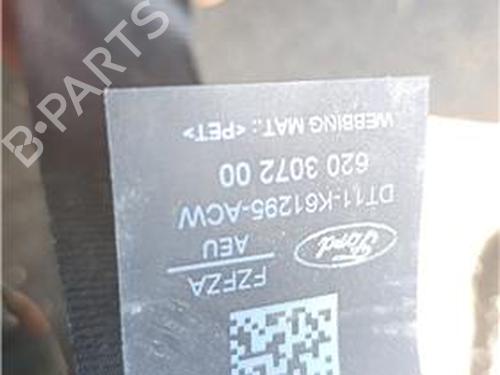 FZFZA
AEU
Ford
DT11-K61295-ACW
620 3072 00
WEBBING MAT.: <PET>
B-PARTS